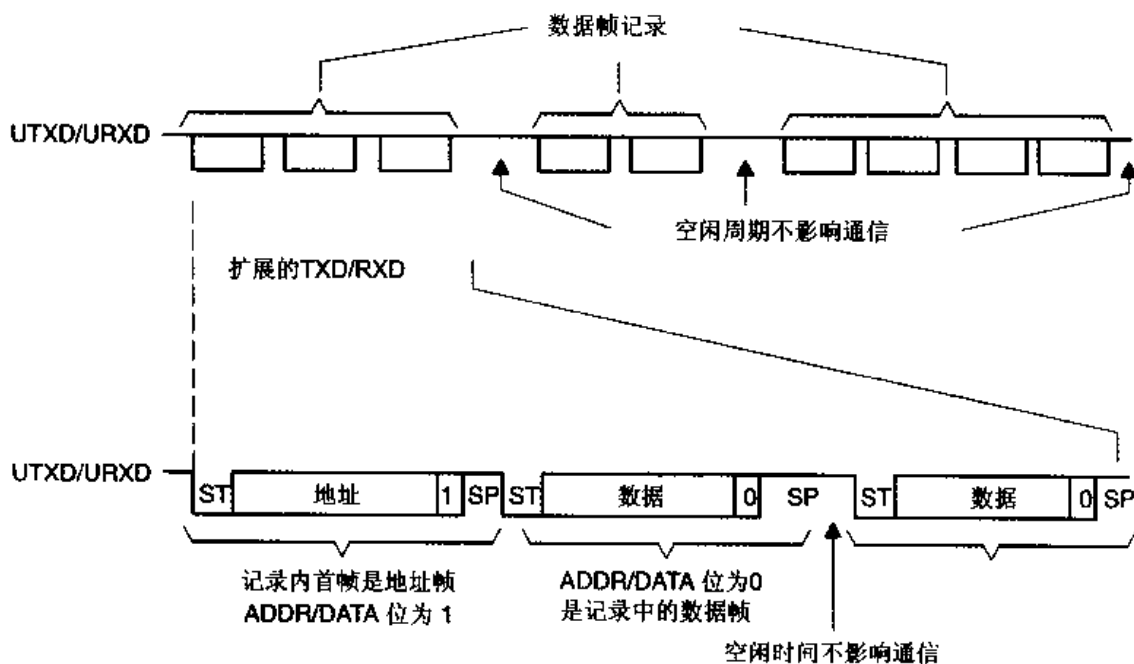 数据帧记录
UTXD/URXD
空闲周期不影响通信
扩展的TXD/RXD
UTXD/URXD
ST 地址 1 SP ST 数据 0 SP ST 数据 0 SP
记录内首帧是地址帧
ADDR/DATA 位为 1
ADDR/DATA 位为0
是记录中的数据帧
空闲时间不影响通信